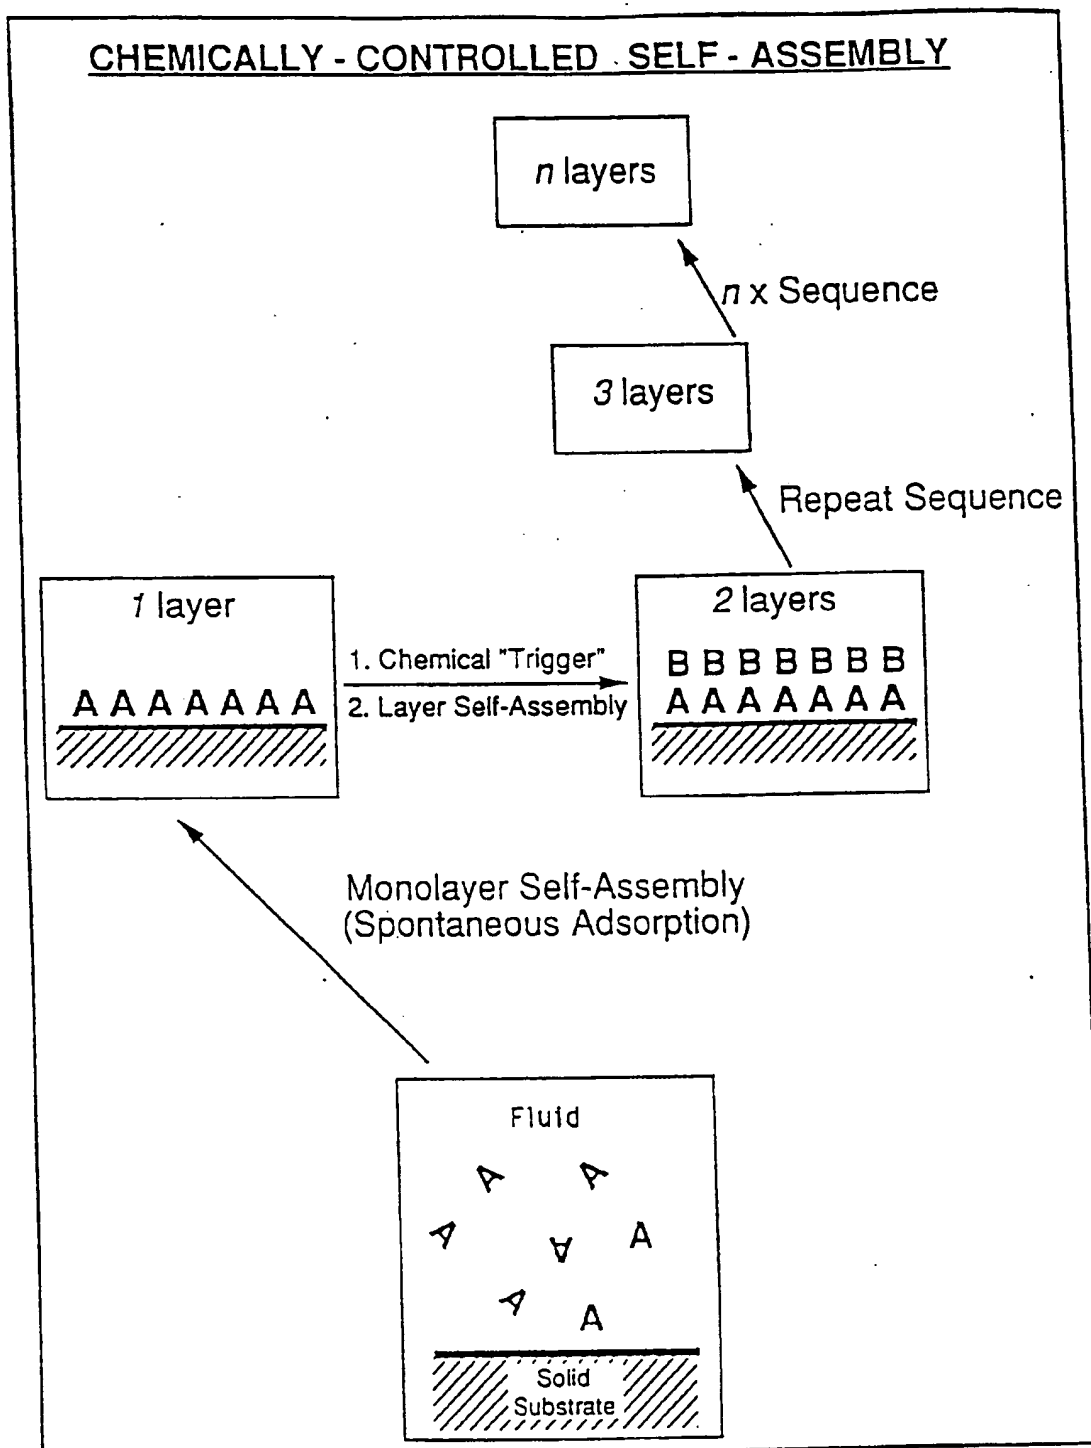 CHEMICALLY - CONTROLLED SELF - ASSEMBLY
n layers
n x Sequence
3 layers
Repeat Sequence
1 layer
A A A A A A A
1. Chemical "Trigger"
2. Layer Self-Assembly
2 layers
B B B B B B B
A A A A A A A
Monolayer Self-Assembly
(Spontaneous Adsorption)
Fluid
A A
A A A
A A
Solid
Substrate